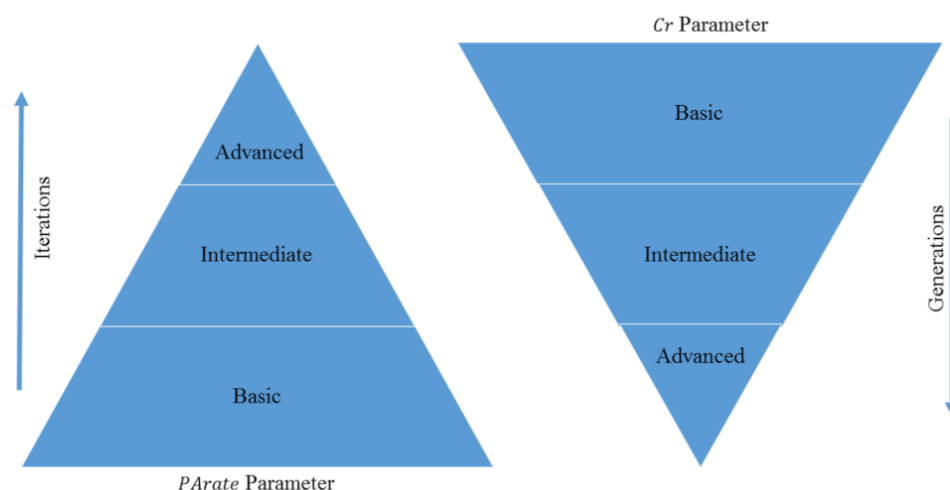 Cr Parameter
Basic
Advanced
Intermediate
Intermediate
Iterations
Generations
Advanced
Basic
PArate Parameter